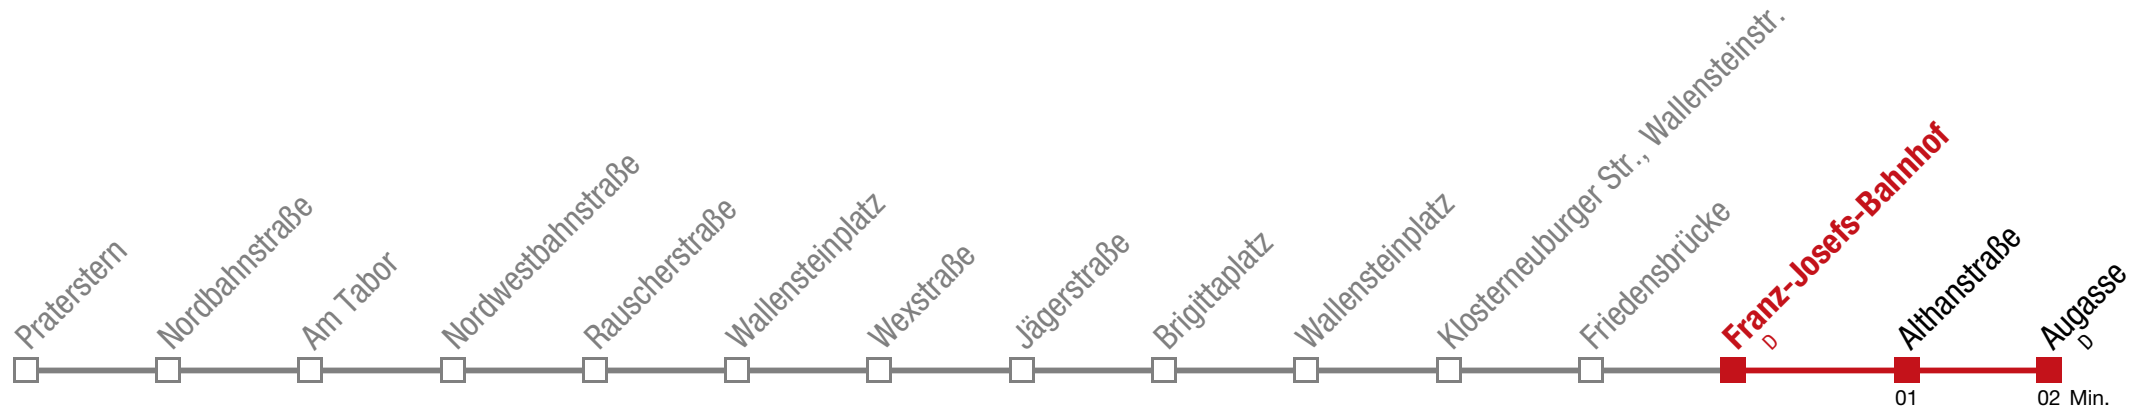 Praterstern
Nordbahnstraße
Am Tabor
Nordwestbahnstraße
Rauscherstraße
Wallensteinplatz
Wexstraße
Jägerstraße
Brigittaplatz
Wallensteinplatz
Klosterneuburger Str., Wallensteinstr.
Friedensbrücke
Franz-Josefs-Bahnhof
D
Althanstraße
Augasse
D
01
02 Min.